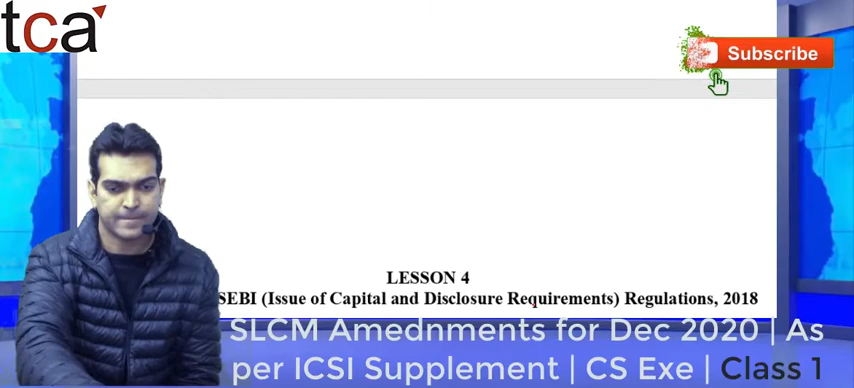 tca
Subscribe
LESSON 4
SEBI (Issue of Capital and Disclosure Requirements) Regulations, 2018
SLCM Amednments for Dec 2020 | As
per ICSI Supplement | CS Exe | Class 1